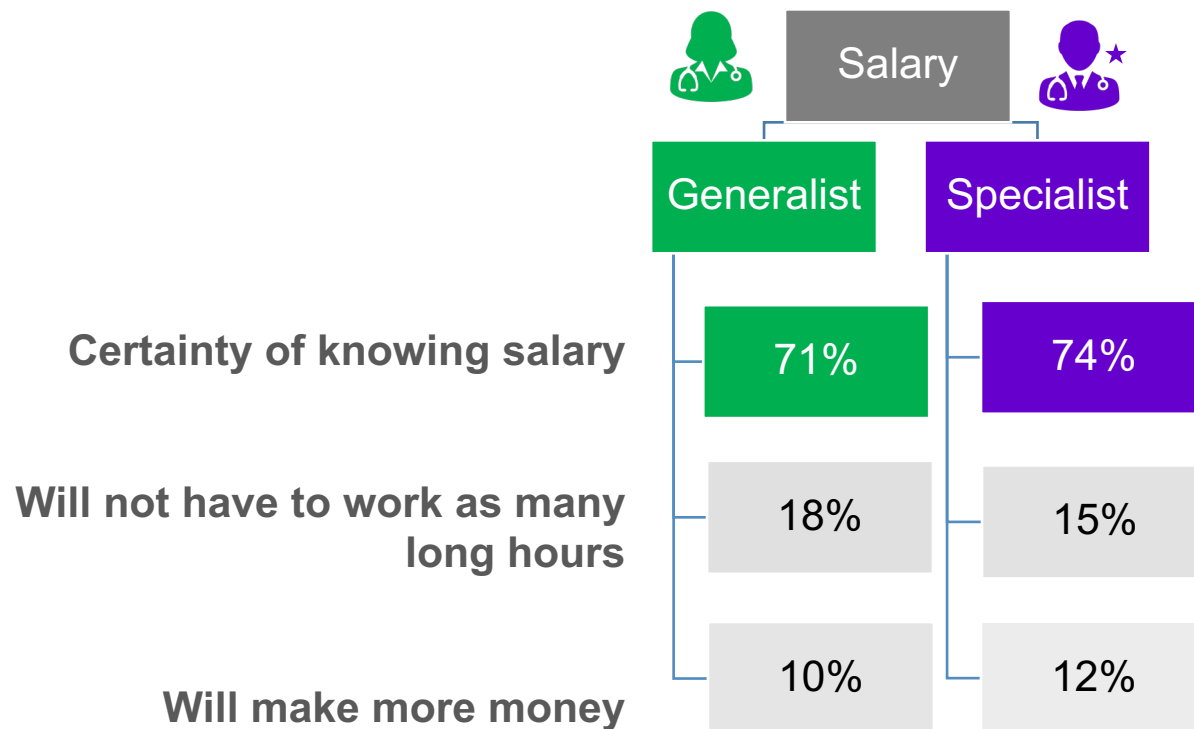 Salary
Generalist
Specialist
Certainty of knowing salary
71%
74%
Will not have to work as many
long hours
18%
15%
Will make more money
10%
12%